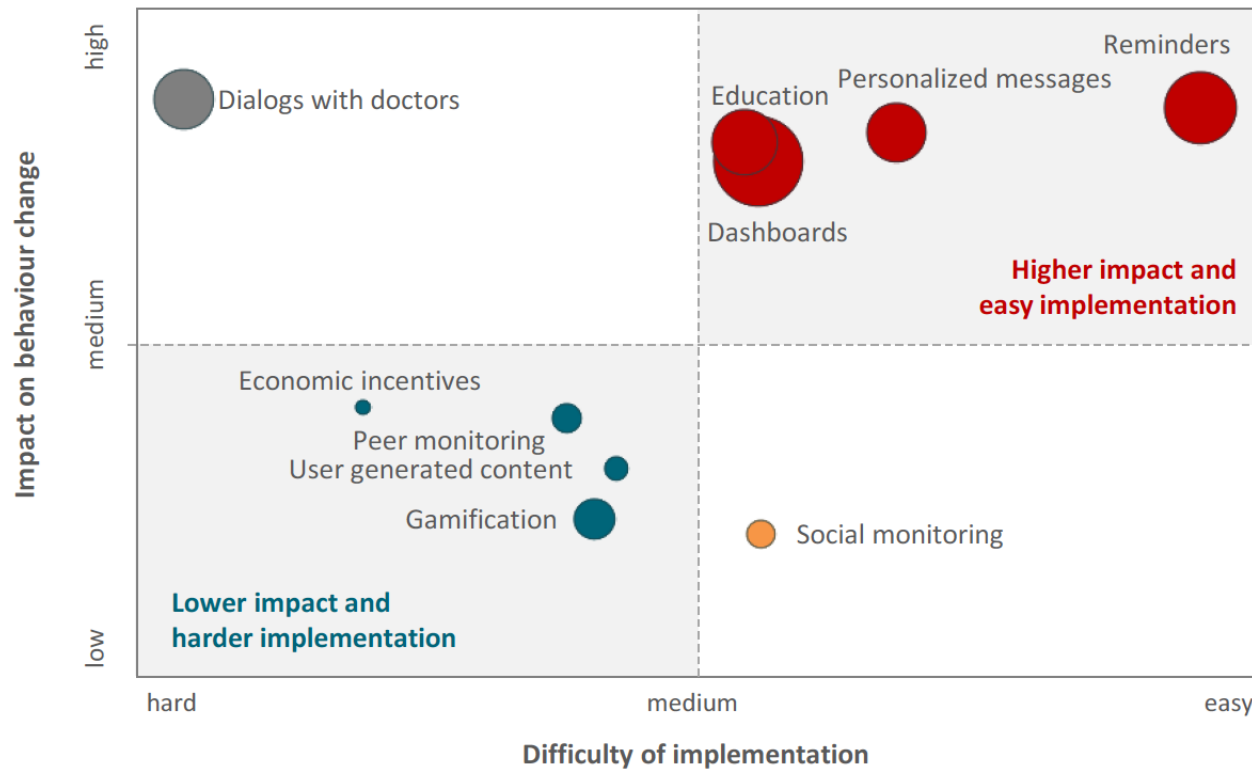 high
Reminders
Personalized messages
Education
Dialogs with doctors
Dashboards
Higher impact and
easy implementation
medium
Impact on behaviour change
Economic incentives
Peer monitoring
User generated content
Gamification
Social monitoring
Lower impact and
harder implementation
low
hard
medium
easy
Difficulty of implementation